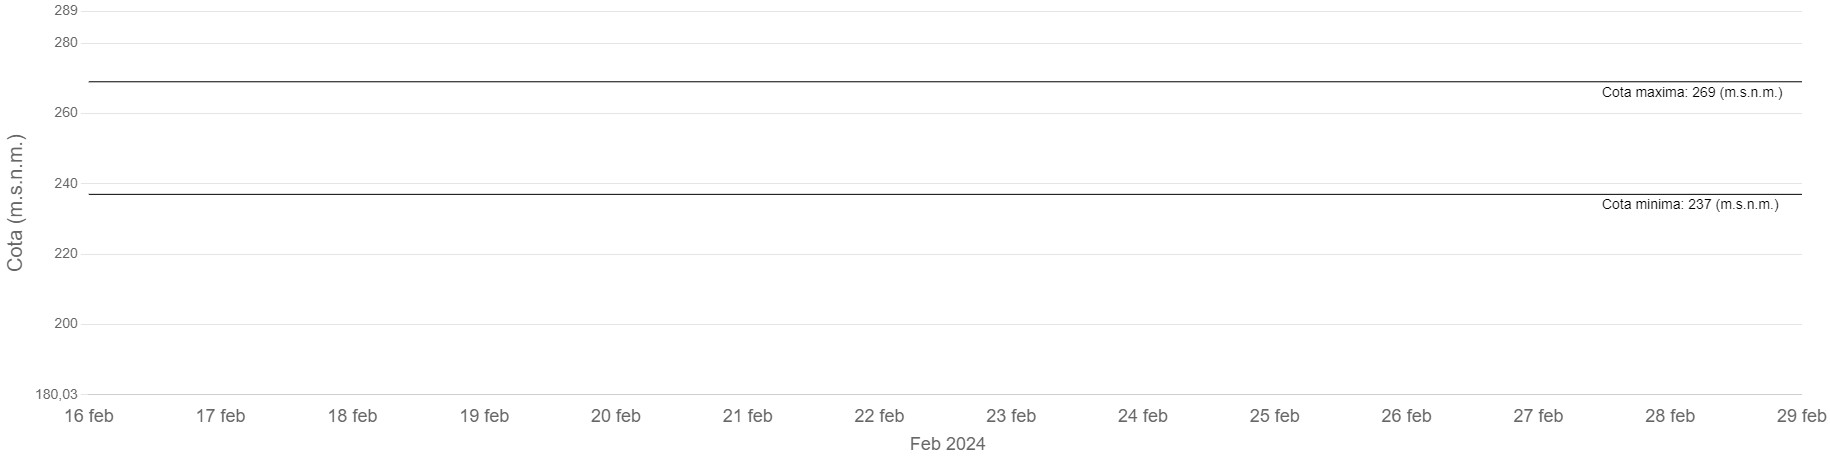 289
280
Cota maxima: 269 (m.s.n.m.)
260
240
Cota minima: 237 (m.s.n.m.)
220
200
180,03
Cota (m.s.n.m.)
16 feb 17 feb 18 feb 19 feb 20 feb 21 feb 22 feb 23 feb 24 feb 25 feb 26 feb 27 feb 28 feb 29 feb
Feb 2024